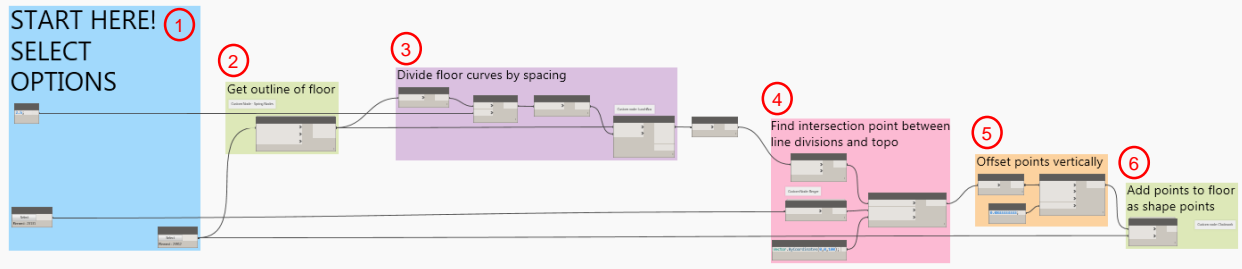 START HERE!
SELECT
OPTIONS
1
2
Get outline of floor
3
Divide floor curves by spacing
4
Find intersection point between
line divisions and topo
5
Offset points vertically
6
Add points to floor
as shape points